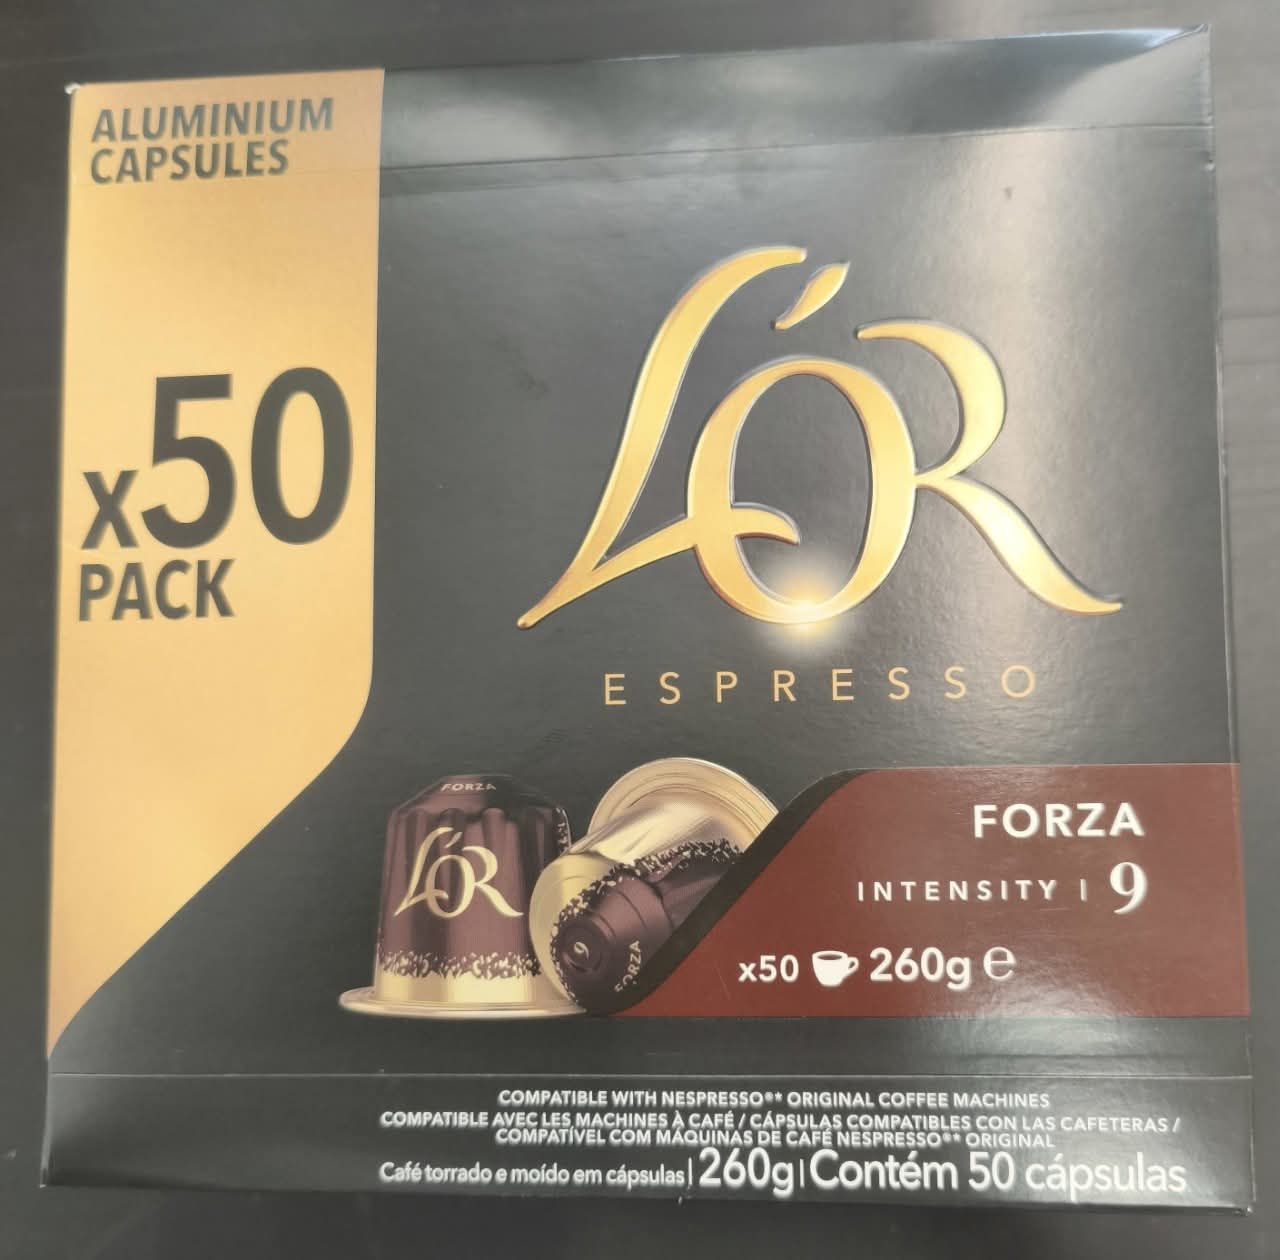 ALUMINIUM
CAPSULES
x50
PACK
L'OR
ESPRESSO
FORZA
L'OR
9
FORZA
FORZA
INTENSITY | 9
x50 260g ℮
COMPATIBLE WITH NESPRESSO®* ORIGINAL COFFEE MACHINES
COMPATIBLE AVEC LES MACHINES À CAFÉ / CÁPSULAS COMPATIBLES CON LAS CAFETERAS /
COMPATÍVEL COM MÁQUINAS DE CAFÉ NESPRESSO®* ORIGINAL
Café torrado e moído em cápsulas | 260g | Contém 50 cápsulas